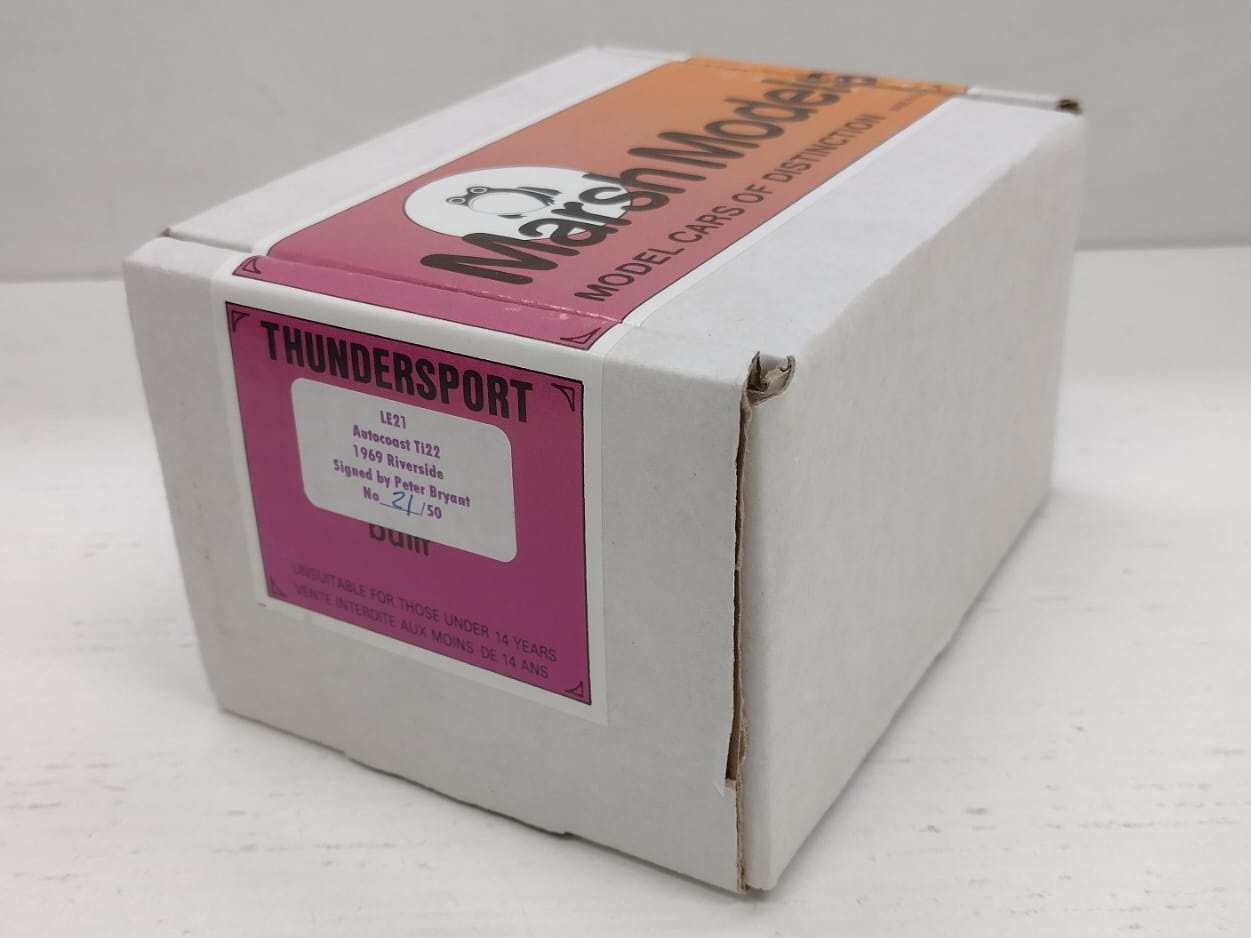 Marsh Models
MODEL CARS OF DISTINCTION
THUNDERSPORT
LE21
Autocoast Ti22
1969 Riverside
Signed by Peter Bryant
No 21/50
built
UNSUITABLE FOR THOSE UNDER 14 YEARS
VENTE INTERDITE AUX MOINS DE 14 ANS